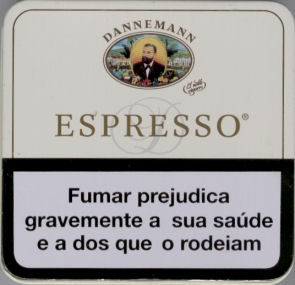 DANNEMANN
ESPRESSO®
Fumar prejudica
gravemente a sua saúde
e a dos que o rodeiam